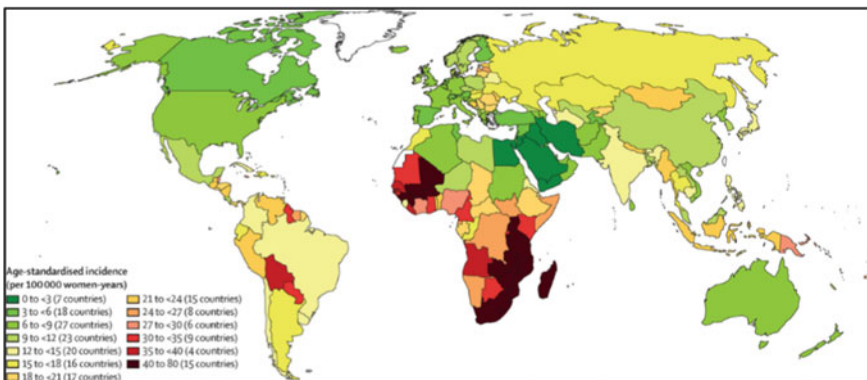 Age-standardised incidence
(per 100 000 women-years)
0 to <3 (7 countries)
3 to <6 (18 countries)
6 to <9 (27 countries)
9 to <12 (23 countries)
12 to <15 (20 countries)
15 to <18 (16 countries)
18 to <21 (17 countries)
21 to <24 (15 countries)
24 to <27 (8 countries)
27 to <30 (6 countries)
30 to <35 (9 countries)
35 to <40 (4 countries)
40 to 80 (15 countries)